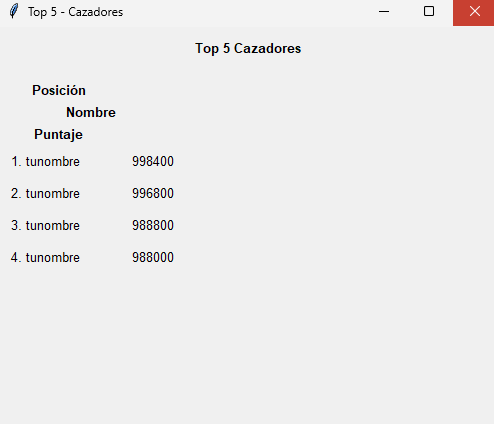 Top 5 - Cazadores
Top 5 Cazadores
Posición
Nombre
Puntaje
1. tunombre 998400
2. tunombre 996800
3. tunombre 988800
4. tunombre 988000